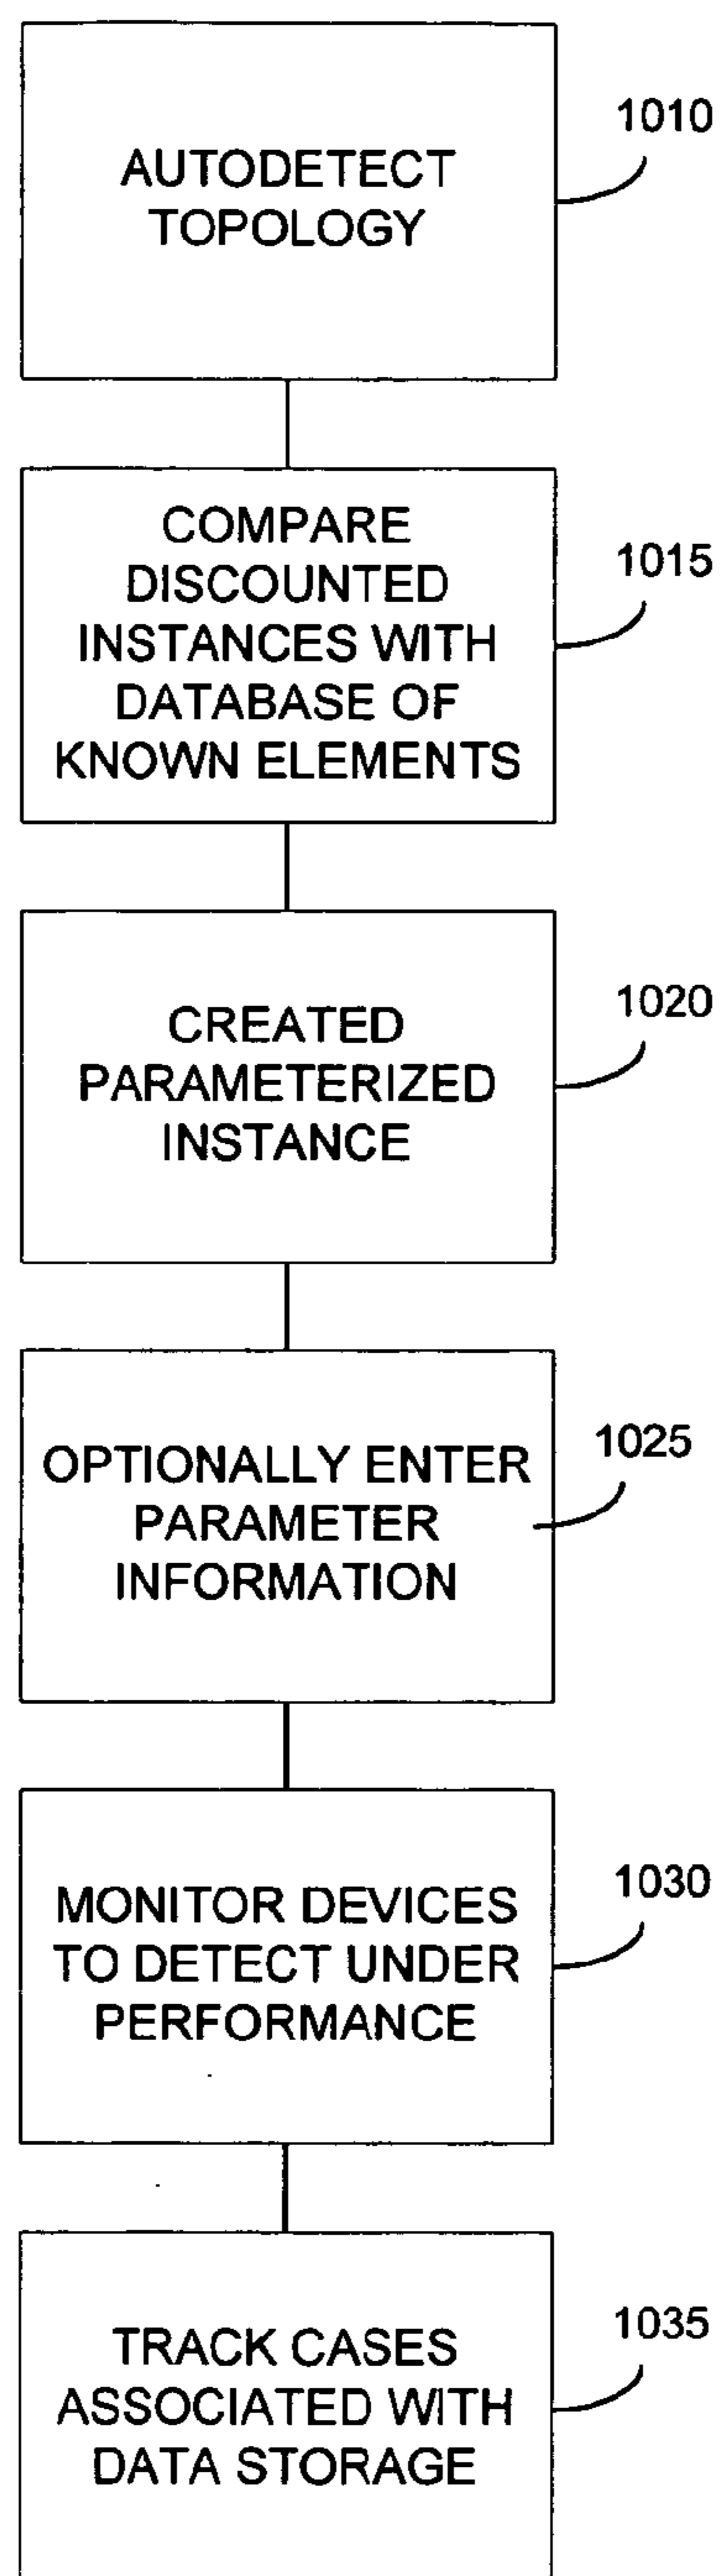 AUTODETECT
TOPOLOGY
1010
COMPARE
DISCOUNTED
INSTANCES WITH
DATABASE OF
KNOWN ELEMENTS
1015
CREATED
PARAMETERIZED
INSTANCE
1020
OPTIONALLY ENTER
PARAMETER
INFORMATION
1025
MONITOR DEVICES
TO DETECT UNDER
PERFORMANCE
1030
TRACK CASES
ASSOCIATED WITH
DATA STORAGE
1035